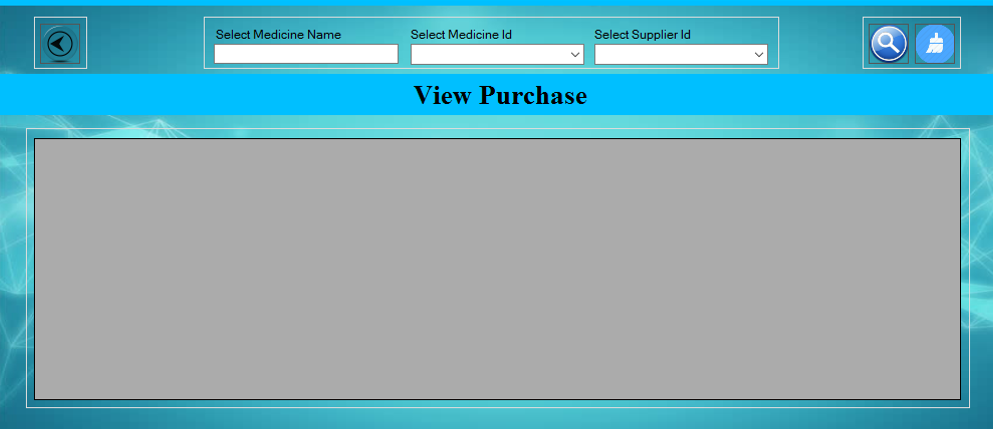 Select Medicine Name
Select Medicine Id
Select Supplier Id
View Purchase